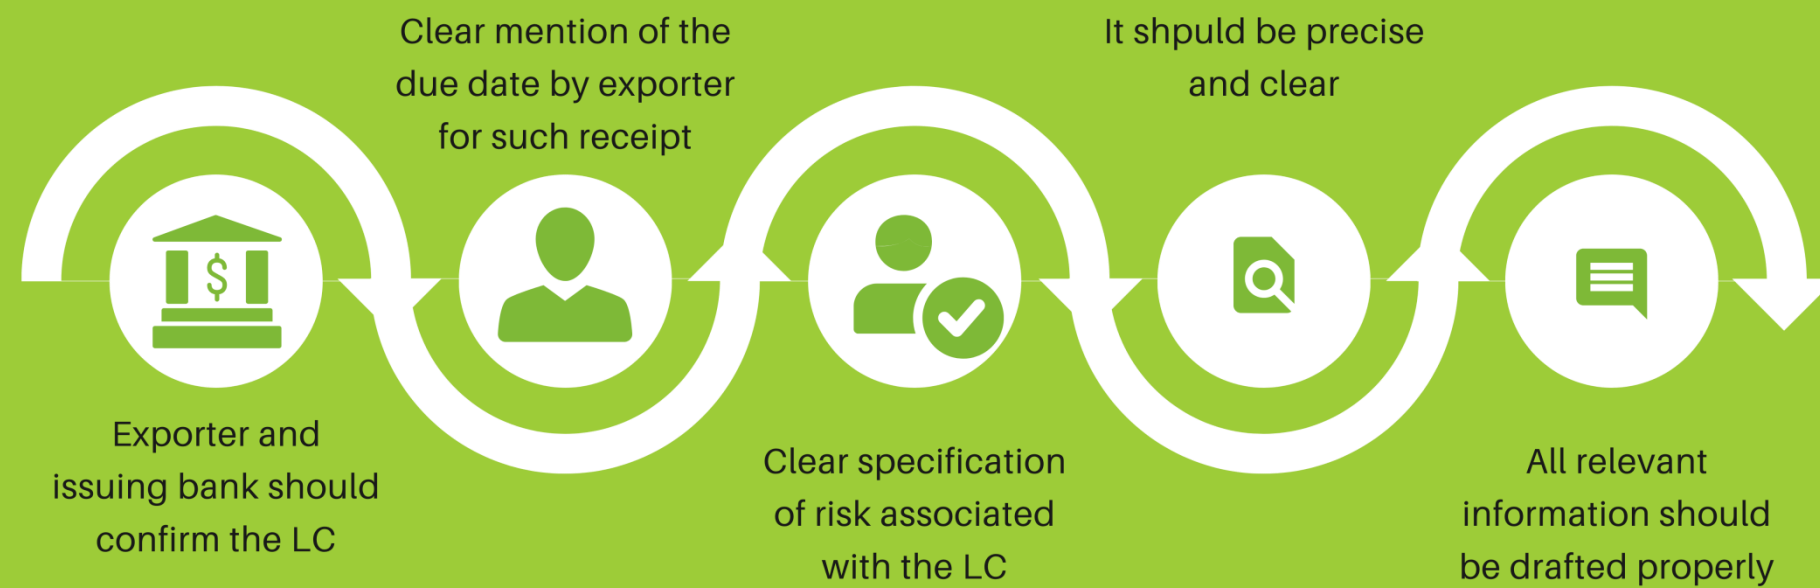 Exporter and
issuing bank should
confirm the LC
Clear mention of the
due date by exporter
for such receipt
Clear specification
of risk associated
with the LC
It shpuld be precise
and clear
All relevant
information should
be drafted properly
$